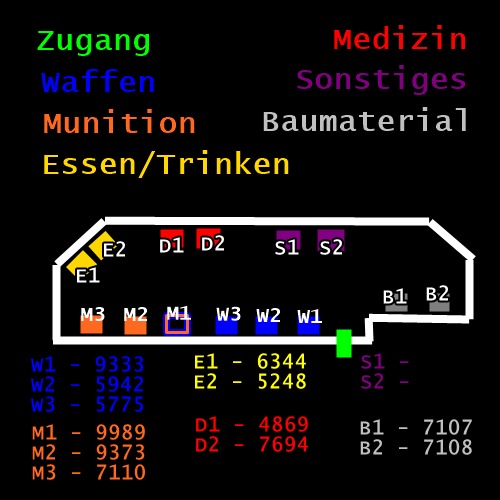 Zugang
Medizin
Waffen
Sonstiges
Munition
Baumaterial
Essen/Trinken
E2
D1
D2
S1
S2
E1
B1
B2
M3
M2
M1
W3
W2
W1
W1 - 9333
W2 - 5942
W3 - 5775
E1 - 6344
E2 - 5248
S1 -
S2 -
M1 - 9989
M2 - 9373
M3 - 7110
D1 - 4869
D2 - 7694
B1 - 7107
B2 - 7108